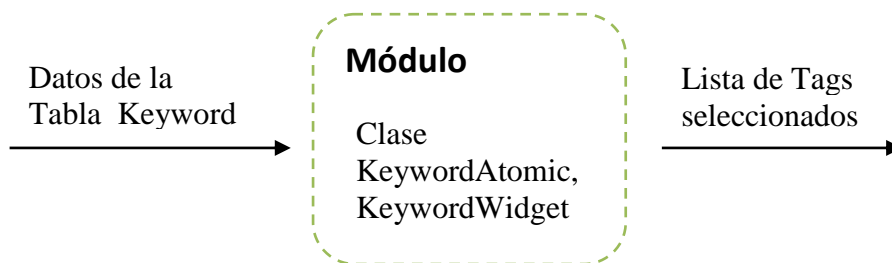 Datos de la
Tabla Keyword
Módulo
Clase
KeywordAtomic,
KeywordWidget
Lista de Tags
seleccionados